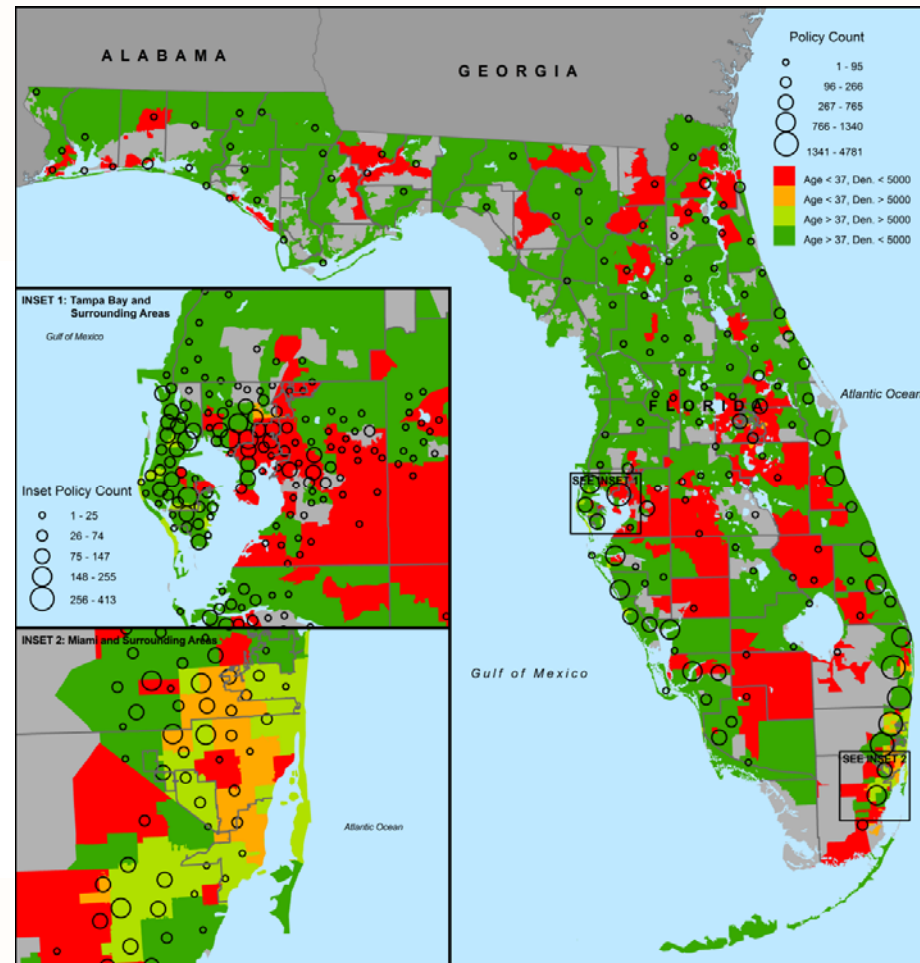 ALABAMA
GEORGIA
Policy Count
1 - 95
96 - 266
267 - 765
766 - 1340
1341 - 4781
Age < 37, Den. < 5000
Age < 37, Den. > 5000
Age > 37, Den. > 5000
Age > 37, Den. < 5000
INSET 1: Tampa Bay and
Surrounding Areas
Gulf of Mexico
Inset Policy Count
1 - 25
26 - 74
75 - 147
148 - 255
256 - 413
FLORIDA
Atlantic Ocean
SEE INSET 1
Gulf of Mexico
SEE INSET 2
INSET 2: Miami and Surrounding Areas
Atlantic Ocean